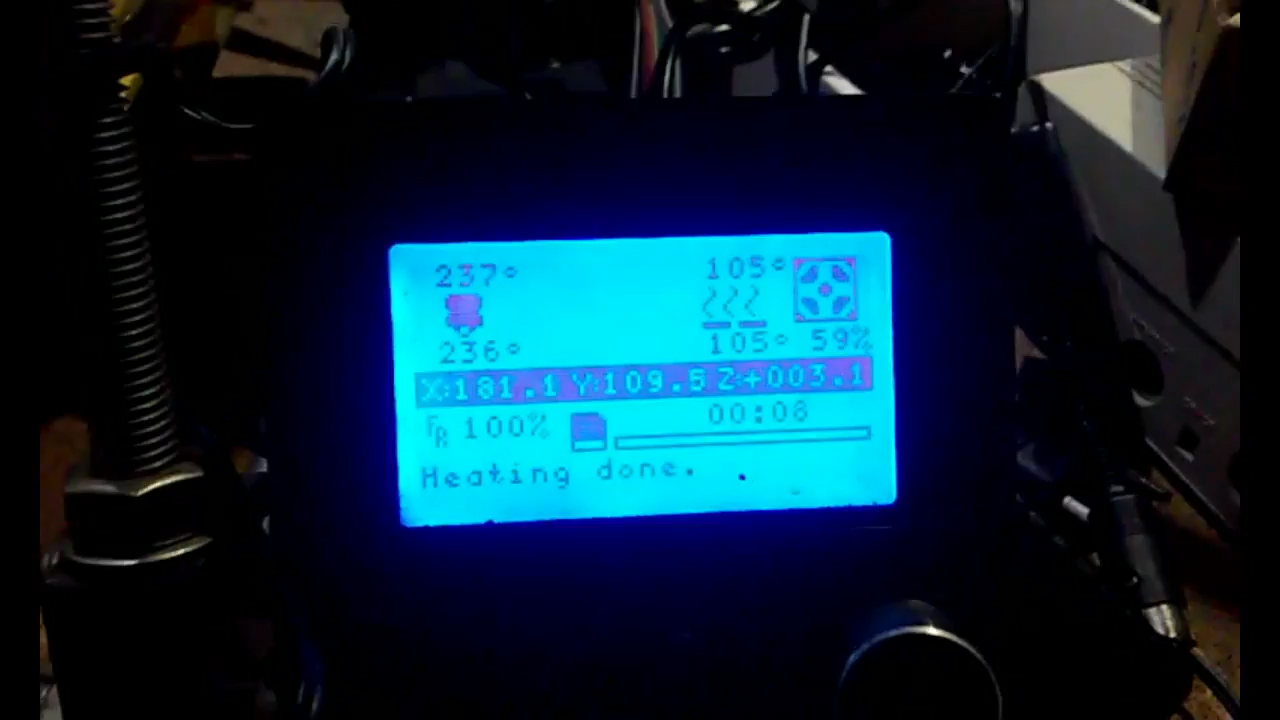 237° 105°
236° 105° 59%
X:181.1 Y:109.5 Z:+003.1
FR 100% 00:08
Heating done.